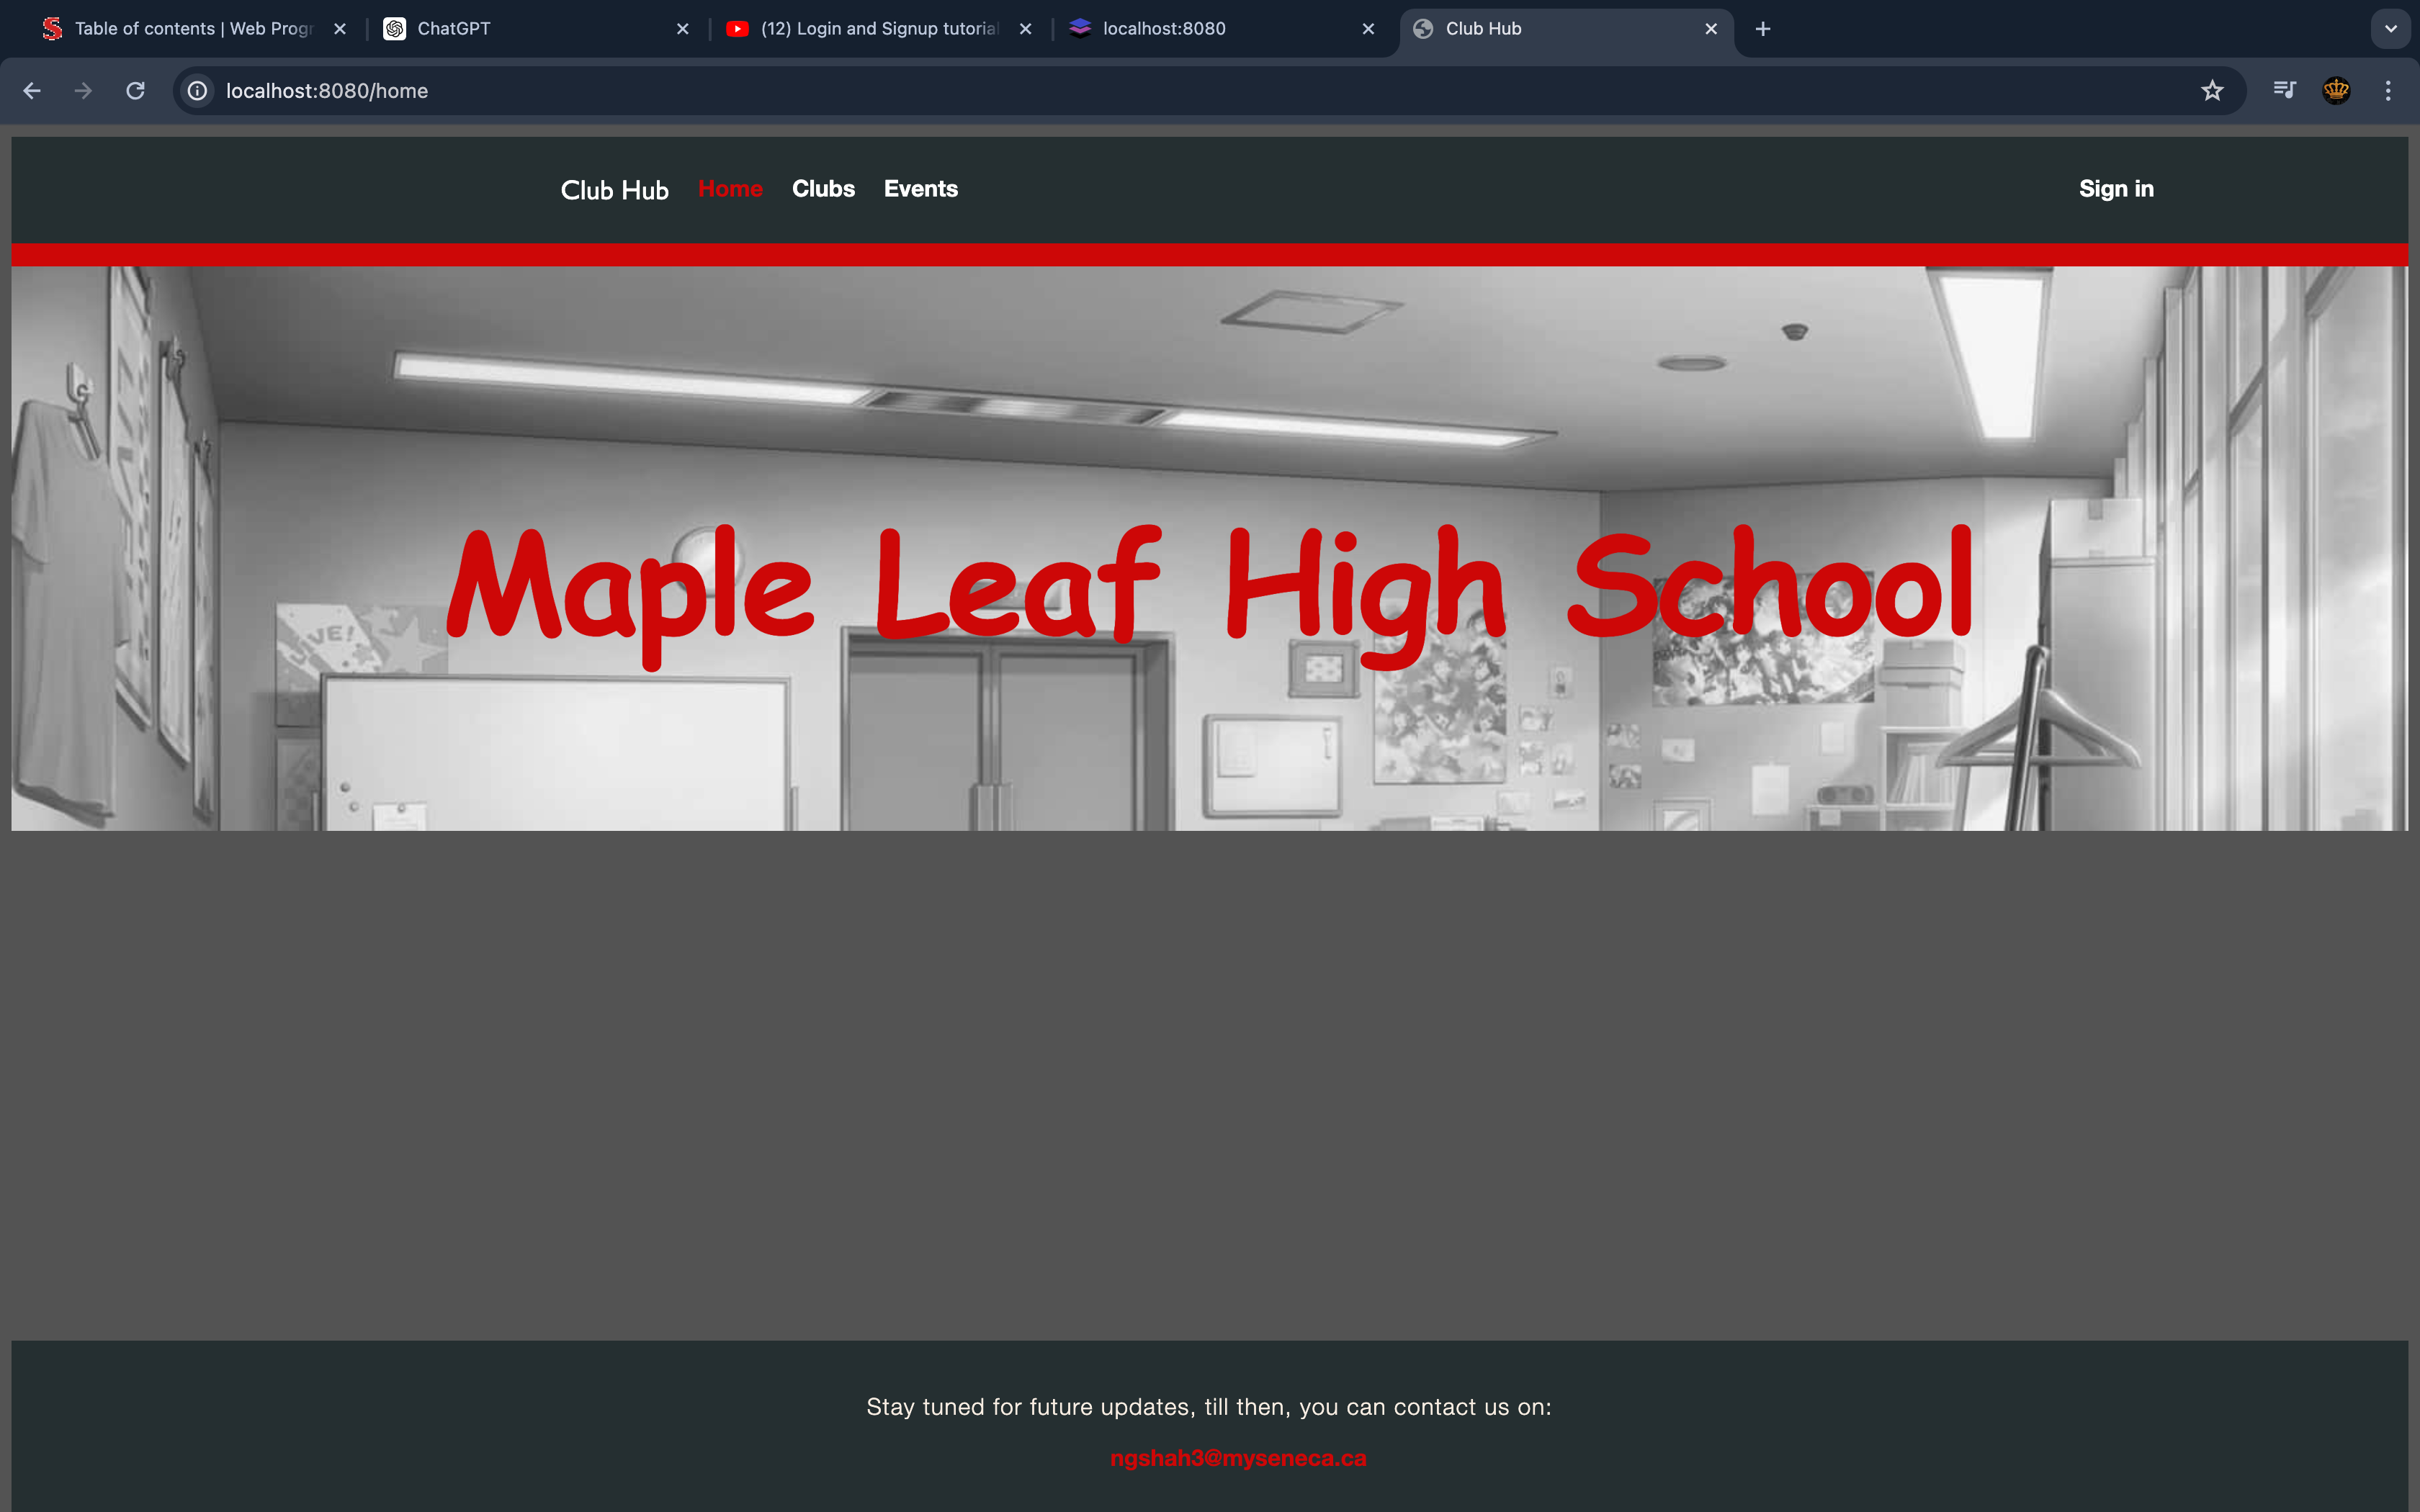 Table of contents | Web Progr
ChatGPT
(12) Login and Signup tutorial
localhost:8080
Club Hub
localhost:8080/home
Club Hub Home Clubs Events Sign in
Maple Leaf High School
VE!
Stay tuned for future updates, till then, you can contact us on:
ngshah3@myseneca.ca